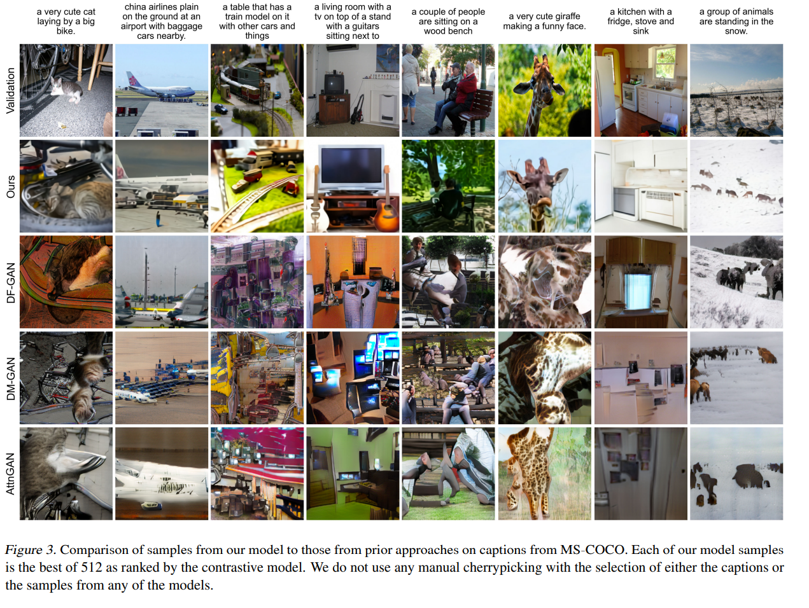 a very cute cat
laying by a big
bike.
china airlines plain
on the ground at an
airport with baggage
cars nearby.
a table that has a
train model on it
with other cars and
things
a living room with a
tv on top of a stand
with a guitars
sitting next to
a couple of people
are sitting on a
wood bench
a very cute giraffe
making a funny face.
a kitchen with a
fridge, stove and
sink
a group of animals
are standing in the
snow.
Validation
Ours
DF-GAN
DM-GAN
AttnGAN
Figure 3. Comparison of samples from our model to those from prior approaches on captions from MS-COCO. Each of our model samples
is the best of 512 as ranked by the contrastive model. We do not use any manual cherrypicking with the selection of either the captions or
the samples from any of the models.